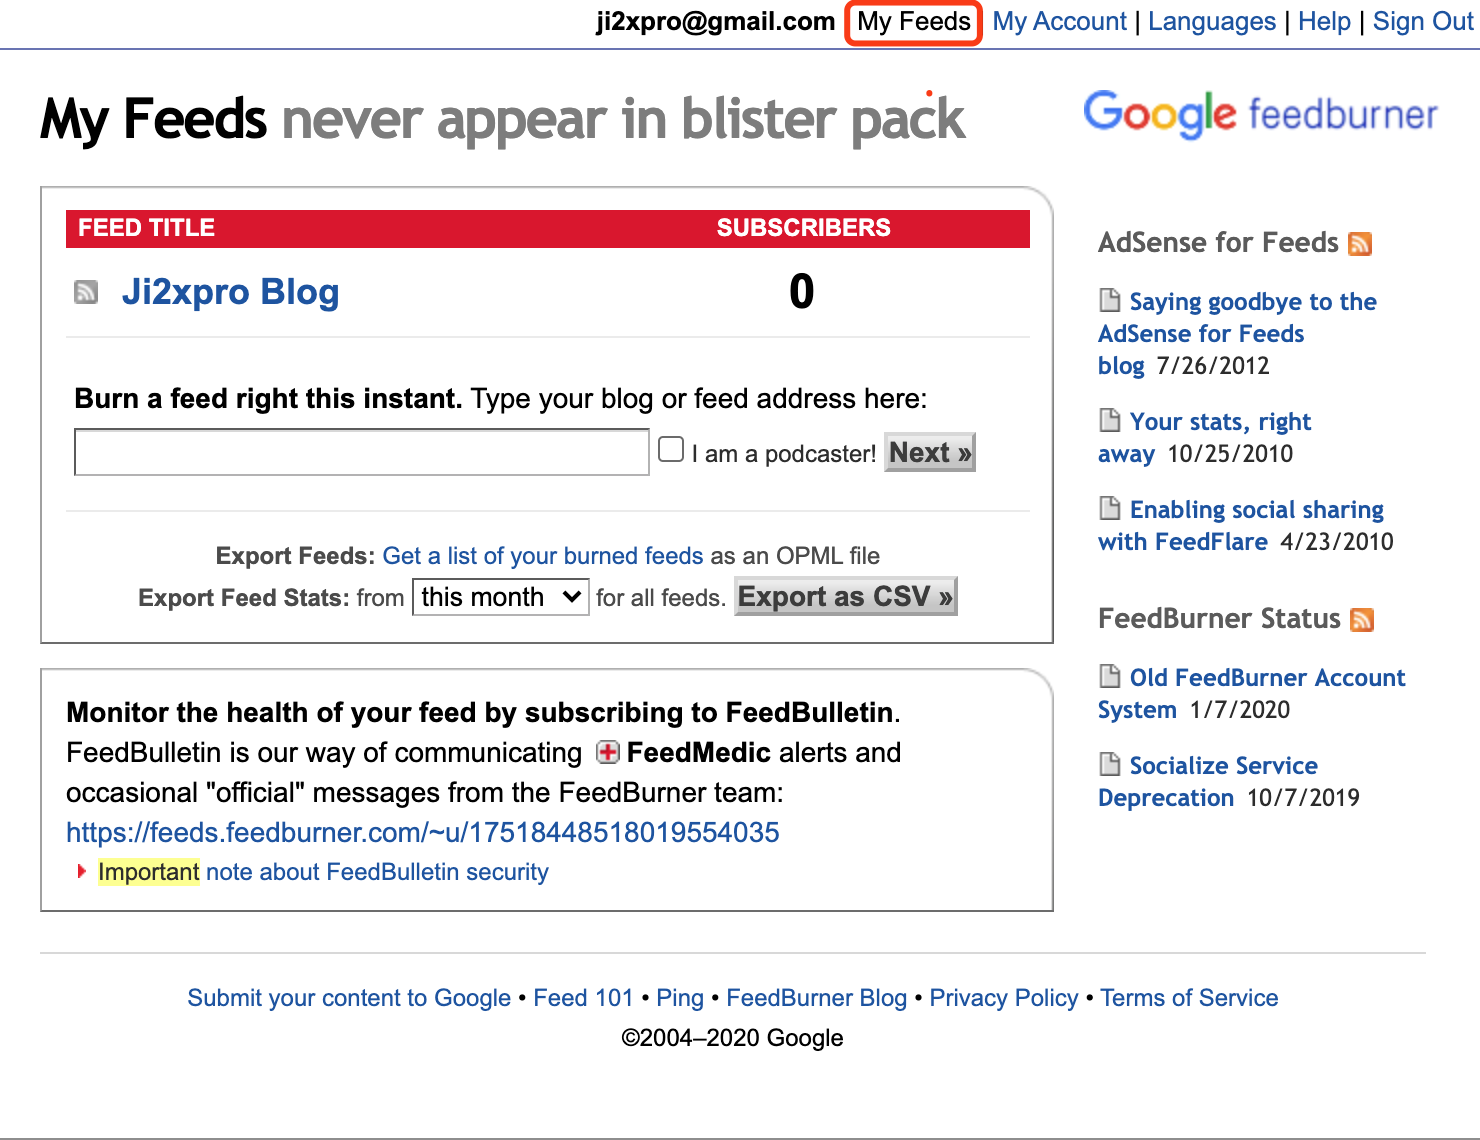 ji2xpro@gmail.com My Feeds My Account | Languages | Help | Sign Out
My Feeds never appear in blister pack
Google feedburner
FEED TITLE SUBSCRIBERS
Ji2xpro Blog 0
Burn a feed right this instant. Type your blog or feed address here:
I am a podcaster! Next »
Export Feeds: Get a list of your burned feeds as an OPML file
Export Feed Stats: from this month for all feeds. Export as CSV »
Monitor the health of your feed by subscribing to FeedBulletin.
FeedBulletin is our way of communicating FeedMedic alerts and
occasional "official" messages from the FeedBurner team:
https://feeds.feedburner.com/~u/17518448518019554035
Important note about FeedBulletin security
AdSense for Feeds
Saying goodbye to the
AdSense for Feeds
blog 7/26/2012
Your stats, right
away 10/25/2010
Enabling social sharing
with FeedFlare 4/23/2010
FeedBurner Status
Old FeedBurner Account
System 1/7/2020
Socialize Service
Deprecation 10/7/2019
Submit your content to Google • Feed 101 • Ping • FeedBurner Blog • Privacy Policy • Terms of Service
©2004–2020 Google